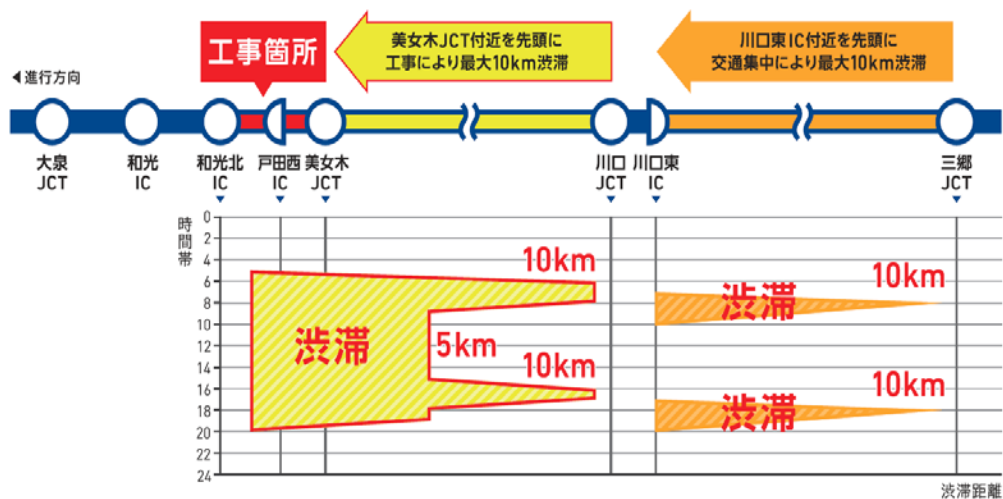 工事箇所
美女木JCT付近を先頭に
工事により最大10km渋滞
川口東IC付近を先頭に
交通集中により最大10km渋滞
◀進行方向
大泉
JCT
和光
IC
和光北
IC
戸田西
IC
美女木
JCT
川口
JCT
川口東
IC
三郷
JCT
時間帯
0
2
4
6
8
10
12
14
16
18
20
22
24
10km
渋滞
5km
10km
10km
渋滞
10km
渋滞
渋滞距離